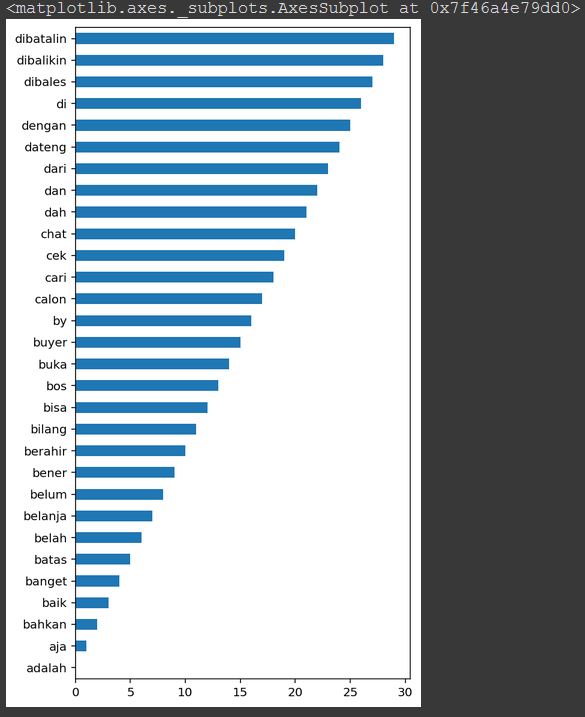 <matplotlib.axes._subplots.AxesSubplot at 0x7f46a4e79dd0>
dibatalin
dibalikin
dibales
di
dengan
dateng
dari
dan
dah
chat
cek
cari
calon
by
buyer
buka
bos
bisa
bilang
berahir
bener
belum
belanja
belah
batas
banget
baik
bahkan
aja
adalah
0 5 10 15 20 25 30